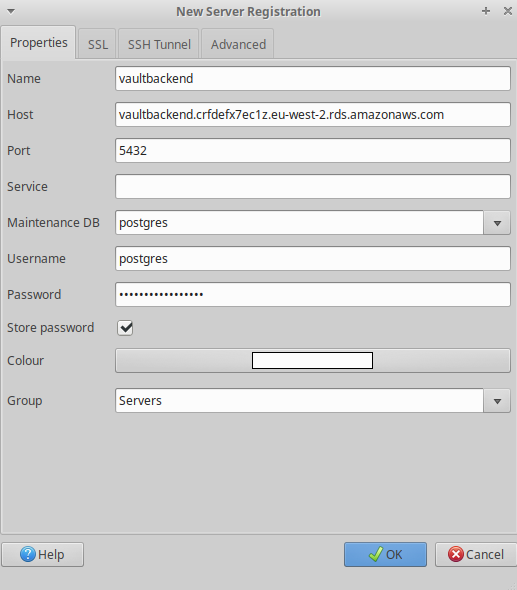 New Server Registration
Properties SSL SSH Tunnel Advanced
Name vaultbackend
Host vaultbackend.crfdefx7ec1z.eu-west-2.rds.amazonaws.com
Port 5432
Service
Maintenance DB postgres
Username postgres
Password •••••••••••••••••
Store password
Colour
Group Servers
Help OK Cancel